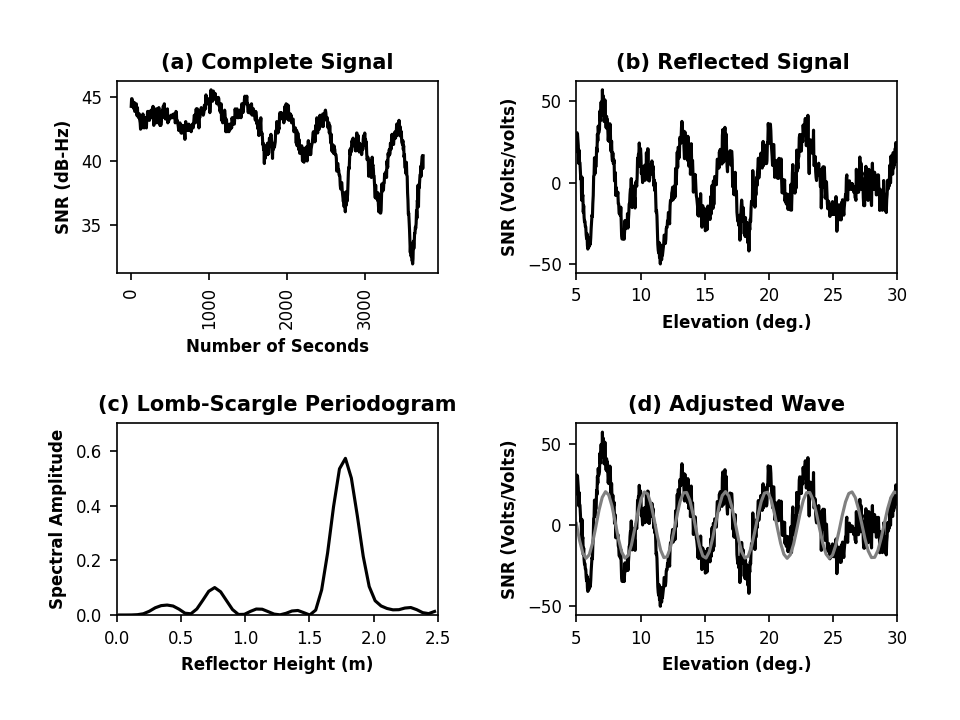 (a) Complete Signal
SNR (dB-Hz)
45
40
35
0
1000
2000
3000
Number of Seconds
(b) Reflected Signal
SNR (Volts/volts)
50
0
−50
5 10 15 20 25 30
Elevation (deg.)
(c) Lomb-Scargle Periodogram
Spectral Amplitude
0.6
0.4
0.2
0.0
0.0 0.5 1.0 1.5 2.0 2.5
Reflector Height (m)
(d) Adjusted Wave
SNR (Volts/Volts)
50
0
−50
5 10 15 20 25 30
Elevation (deg.)